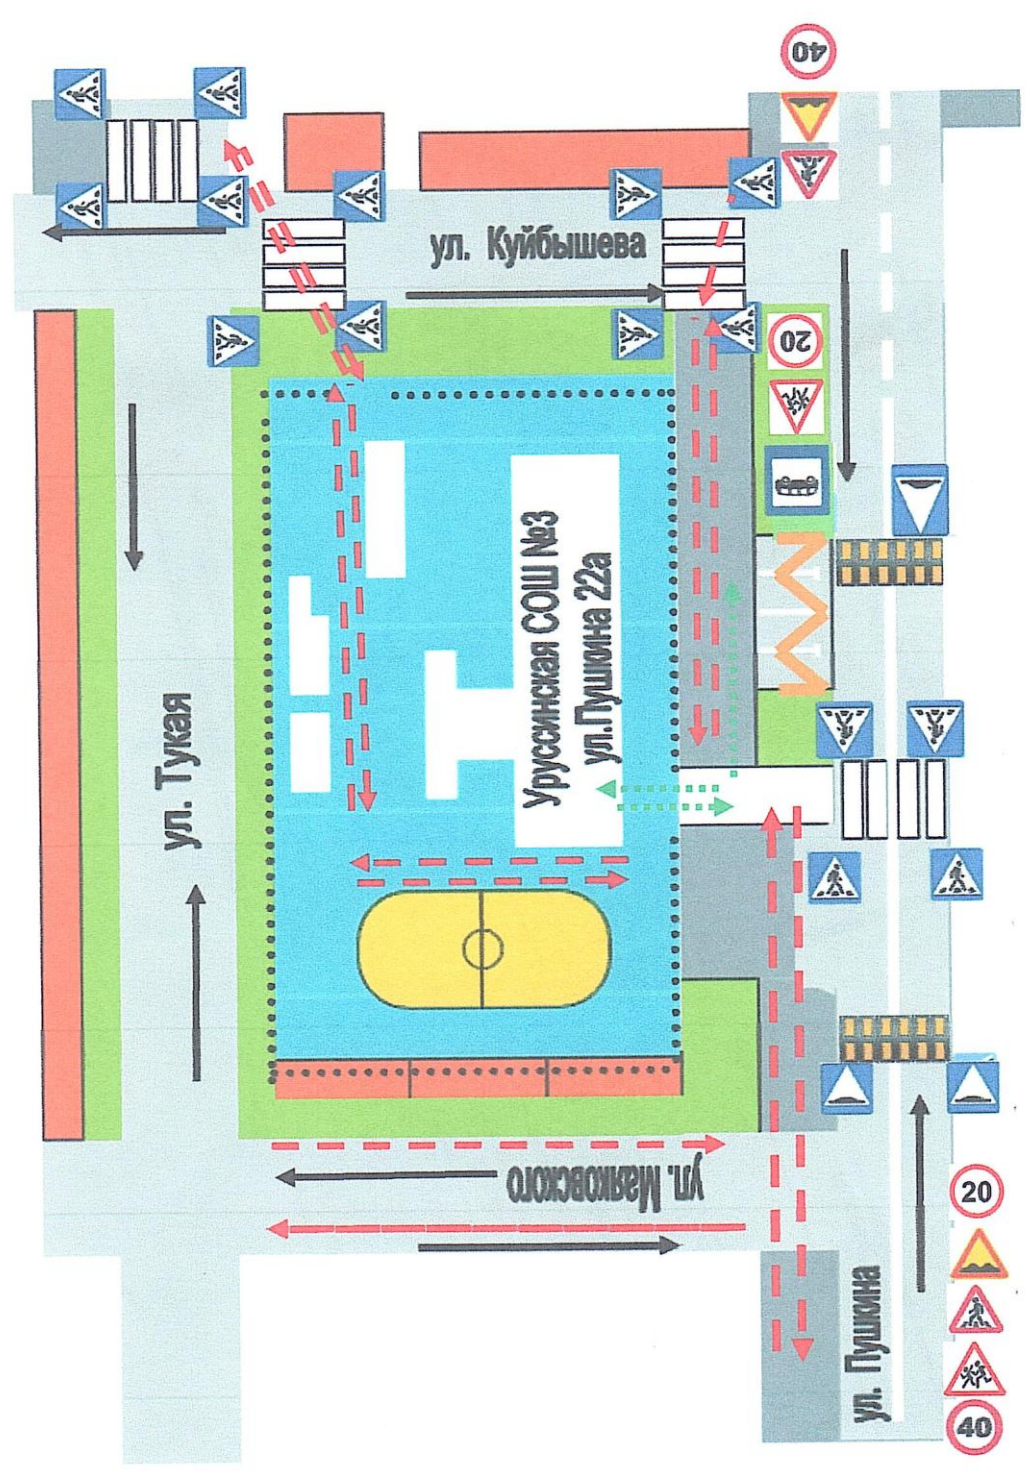 40
ул. Куйбышева
20
Уруссинская СОШ №3
ул.Пушкина 22а
ул. Тукая
ул. Маяковского
20
ул. Пушкина
40